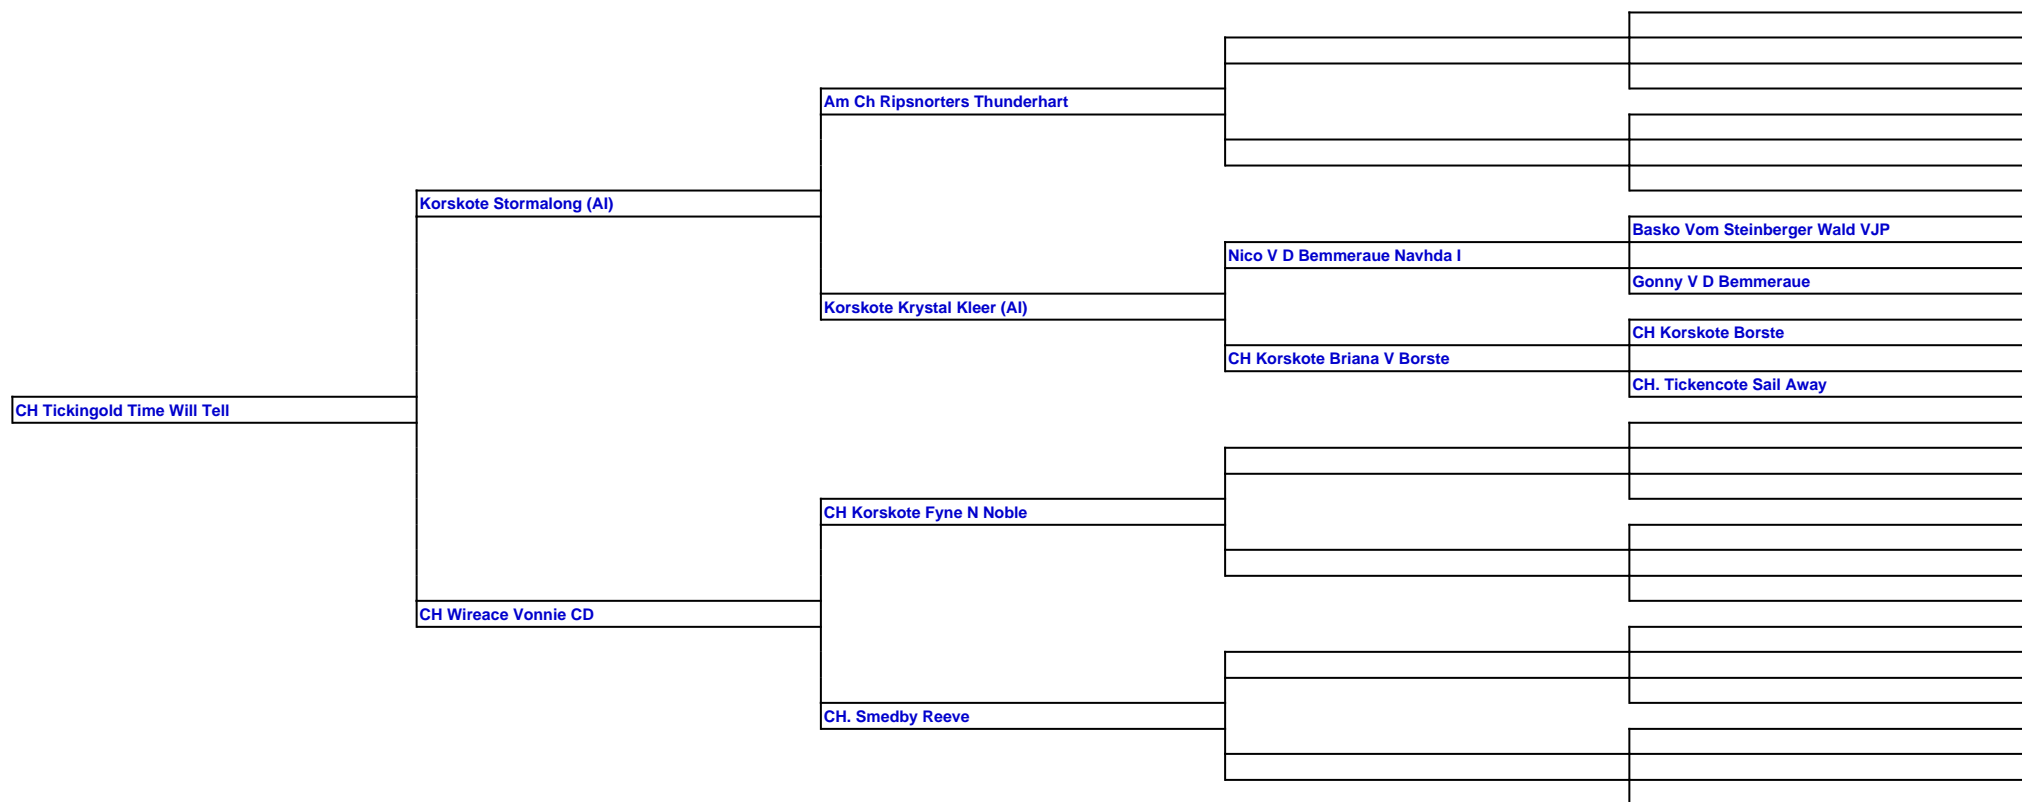 Am Ch Ripsnorters Thunderhart
Korskote Stormalong (AI)
Basko Vom Steinberger Wald VJP
Nico V D Bemmeraue Navhda I
Gonny V D Bemmeraue
Korskote Krystal Kleer (AI)
CH Korskote Borste
CH Korskote Briana V Borste
CH. Tickencote Sail Away
CH Tickingold Time Will Tell
CH Korskote Fyne N Noble
CH Wireace Vonnie CD
CH. Smedby Reeve